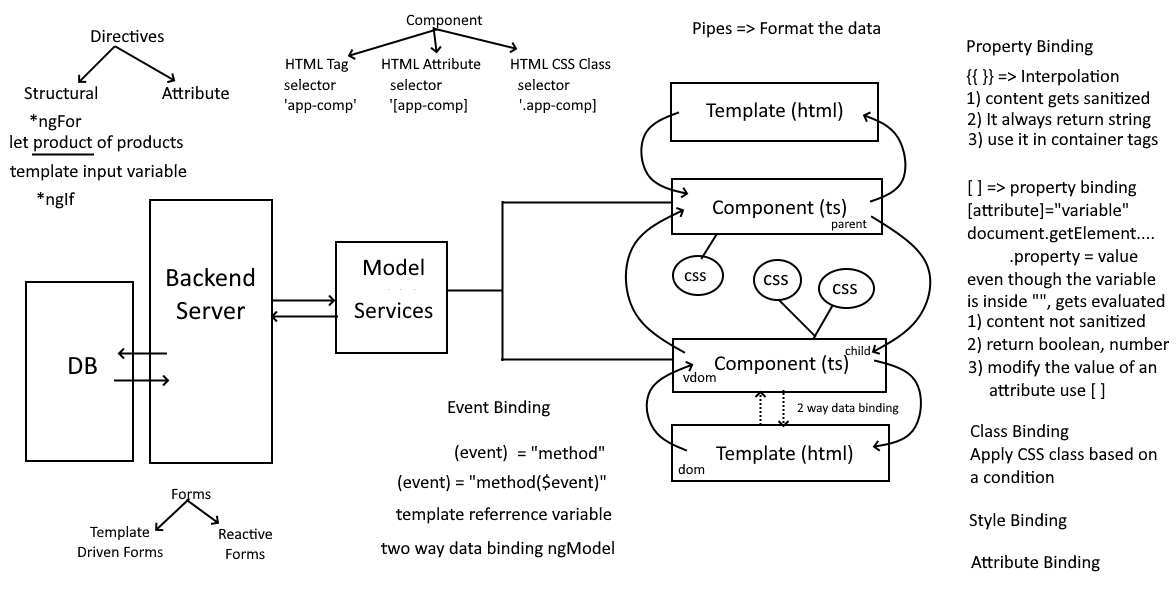 Directives
Structural
Attribute
*ngFor
let product of products
template input variable
*ngIf
Component
HTML Tag
selector
'app-comp'
HTML Attribute
selector
'[app-comp]
HTML CSS Class
selector
'.app-comp]
Pipes => Format the data
DB
Backend
Server
Model
Services
Template (html)
Component (ts)
parent
css
css
css
child
Component (ts)
vdom
2 way data binding
Template (html)
dom
Event Binding
(event) = "method"
(event) = "method($event)"
template referrence variable
two way data binding ngModel
Forms
Template
Driven Forms
Reactive
Forms
Property Binding
{{ }} => Interpolation
1) content gets sanitized
2) It always return string
3) use it in container tags
[ ] => property binding
[attribute]="variable"
document.getElement....
.property = value
even though the variable
is inside "", gets evaluated
1) content not sanitized
2) return boolean, number
3) modify the value of an
attribute use [ ]
Class Binding
Apply CSS class based on
a condition
Style Binding
Attribute Binding